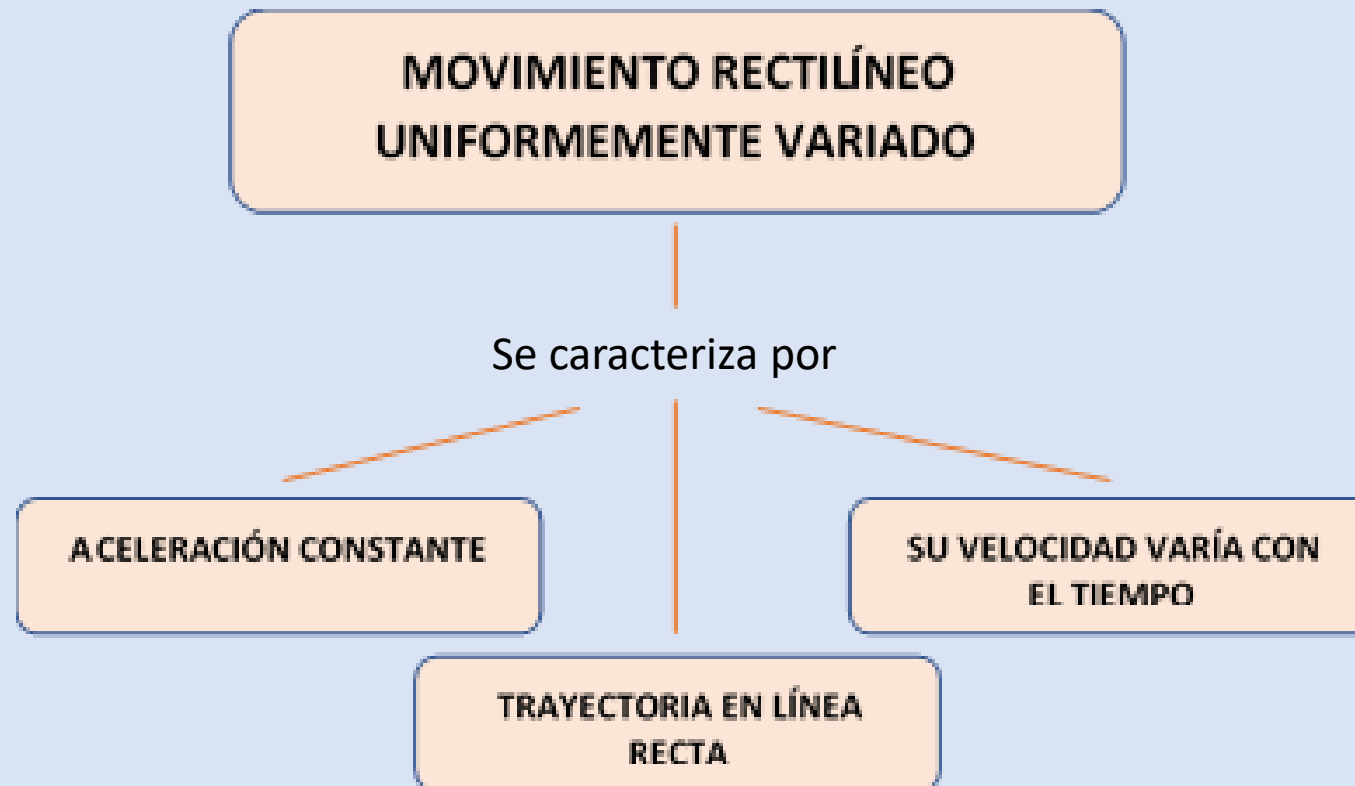 MOVIMIENTO RECTILÍNEO
UNIFORMEMENTE VARIADO
Se caracteriza por
ACELERACIÓN CONSTANTE
TRAYECTORIA EN LÍNEA
RECTA
SU VELOCIDAD VARÍA CON
EL TIEMPO